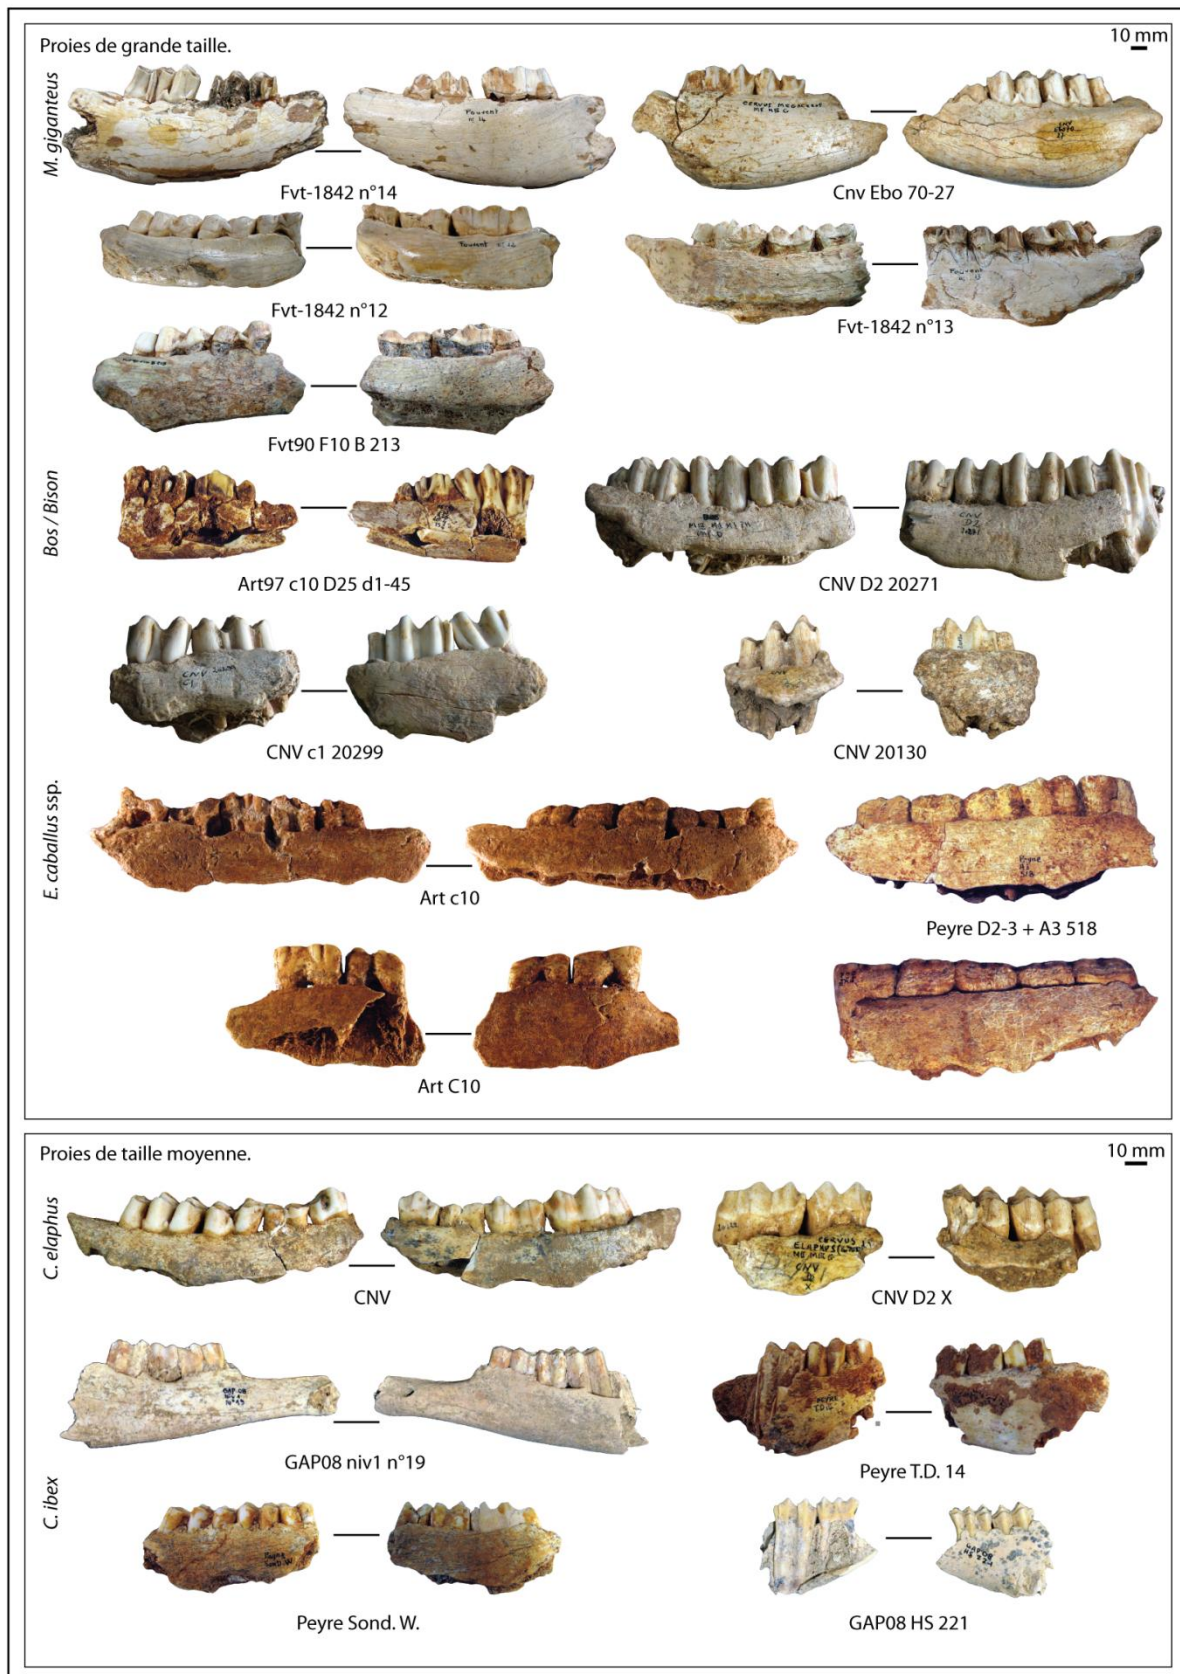 Proies de grande taille.
10 mm
M. giganteus
Fvt-1842 n°14
Cnv Ebo 70-27
Fvt-1842 n°12
Fvt-1842 n°13
Fvt90 F10 B 213
Bos / Bison
Art97 c10 D25 d1-45
CNV D2 20271
CNV c1 20299
CNV 20130
E. caballus ssp.
Art c10
Peyre D2-3 + A3 518
Art C10
Proies de taille moyenne.
10 mm
C. elaphus
CNV
CNV D2 X
GAP08 niv1 n°19
Peyre T.D. 14
C. ibex
Peyre Sond. W.
GAP08 HS 221